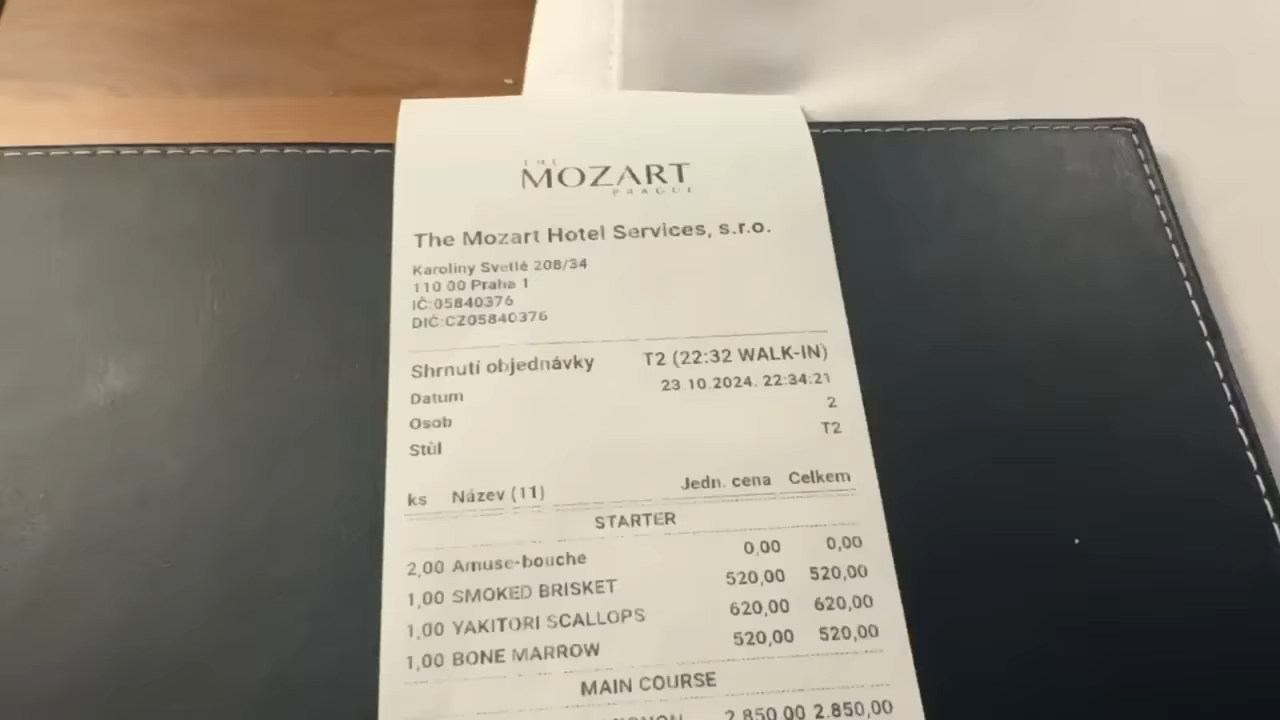 THE
MOZART
PRAGUE
The Mozart Hotel Services, s.r.o.
Karoliny Svetlé 208/34
110 00 Praha 1
IČ:05840376
DIČ:CZ05840376
Shrnutí objednávky T2 (22:32 WALK-IN)
Datum 23.10.2024. 22:34:21
Osob 2
Stůl T2
ks Název (11) Jedn. cena Celkem
STARTER
2,00 Amuse-bouche 0,00 0,00
1,00 SMOKED BRISKET 520,00 520,00
1,00 YAKITORI SCALLOPS 620,00 620,00
1,00 BONE MARROW 520,00 520,00
MAIN COURSE
2.850,00 2.850,00